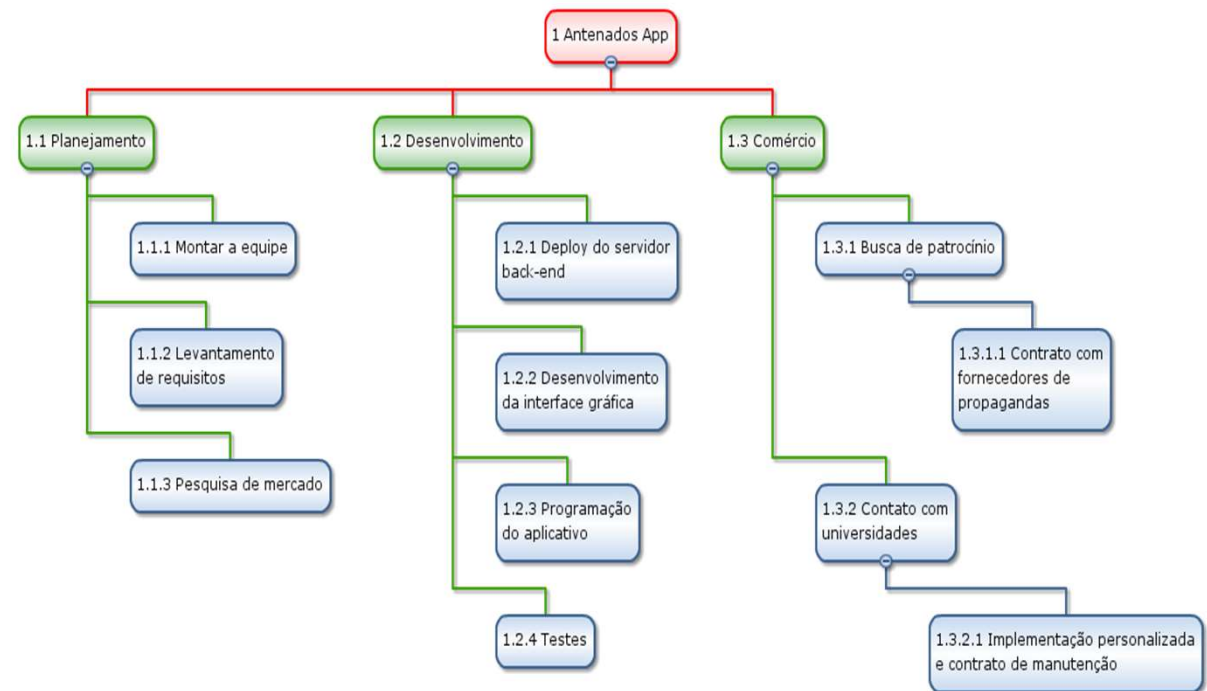 1 Antenados App
1.1 Planejamento
1.1.1 Montar a equipe
1.1.2 Levantamento
de requisitos
1.1.3 Pesquisa de mercado
1.2 Desenvolvimento
1.2.1 Deploy do servidor
back-end
1.2.2 Desenvolvimento
da interface gráfica
1.2.3 Programação
do aplicativo
1.2.4 Testes
1.3 Comércio
1.3.1 Busca de patrocínio
1.3.1.1 Contrato com
fornecedores de
propagandas
1.3.2 Contato com
universidades
1.3.2.1 Implementação personalizada
e contrato de manutenção